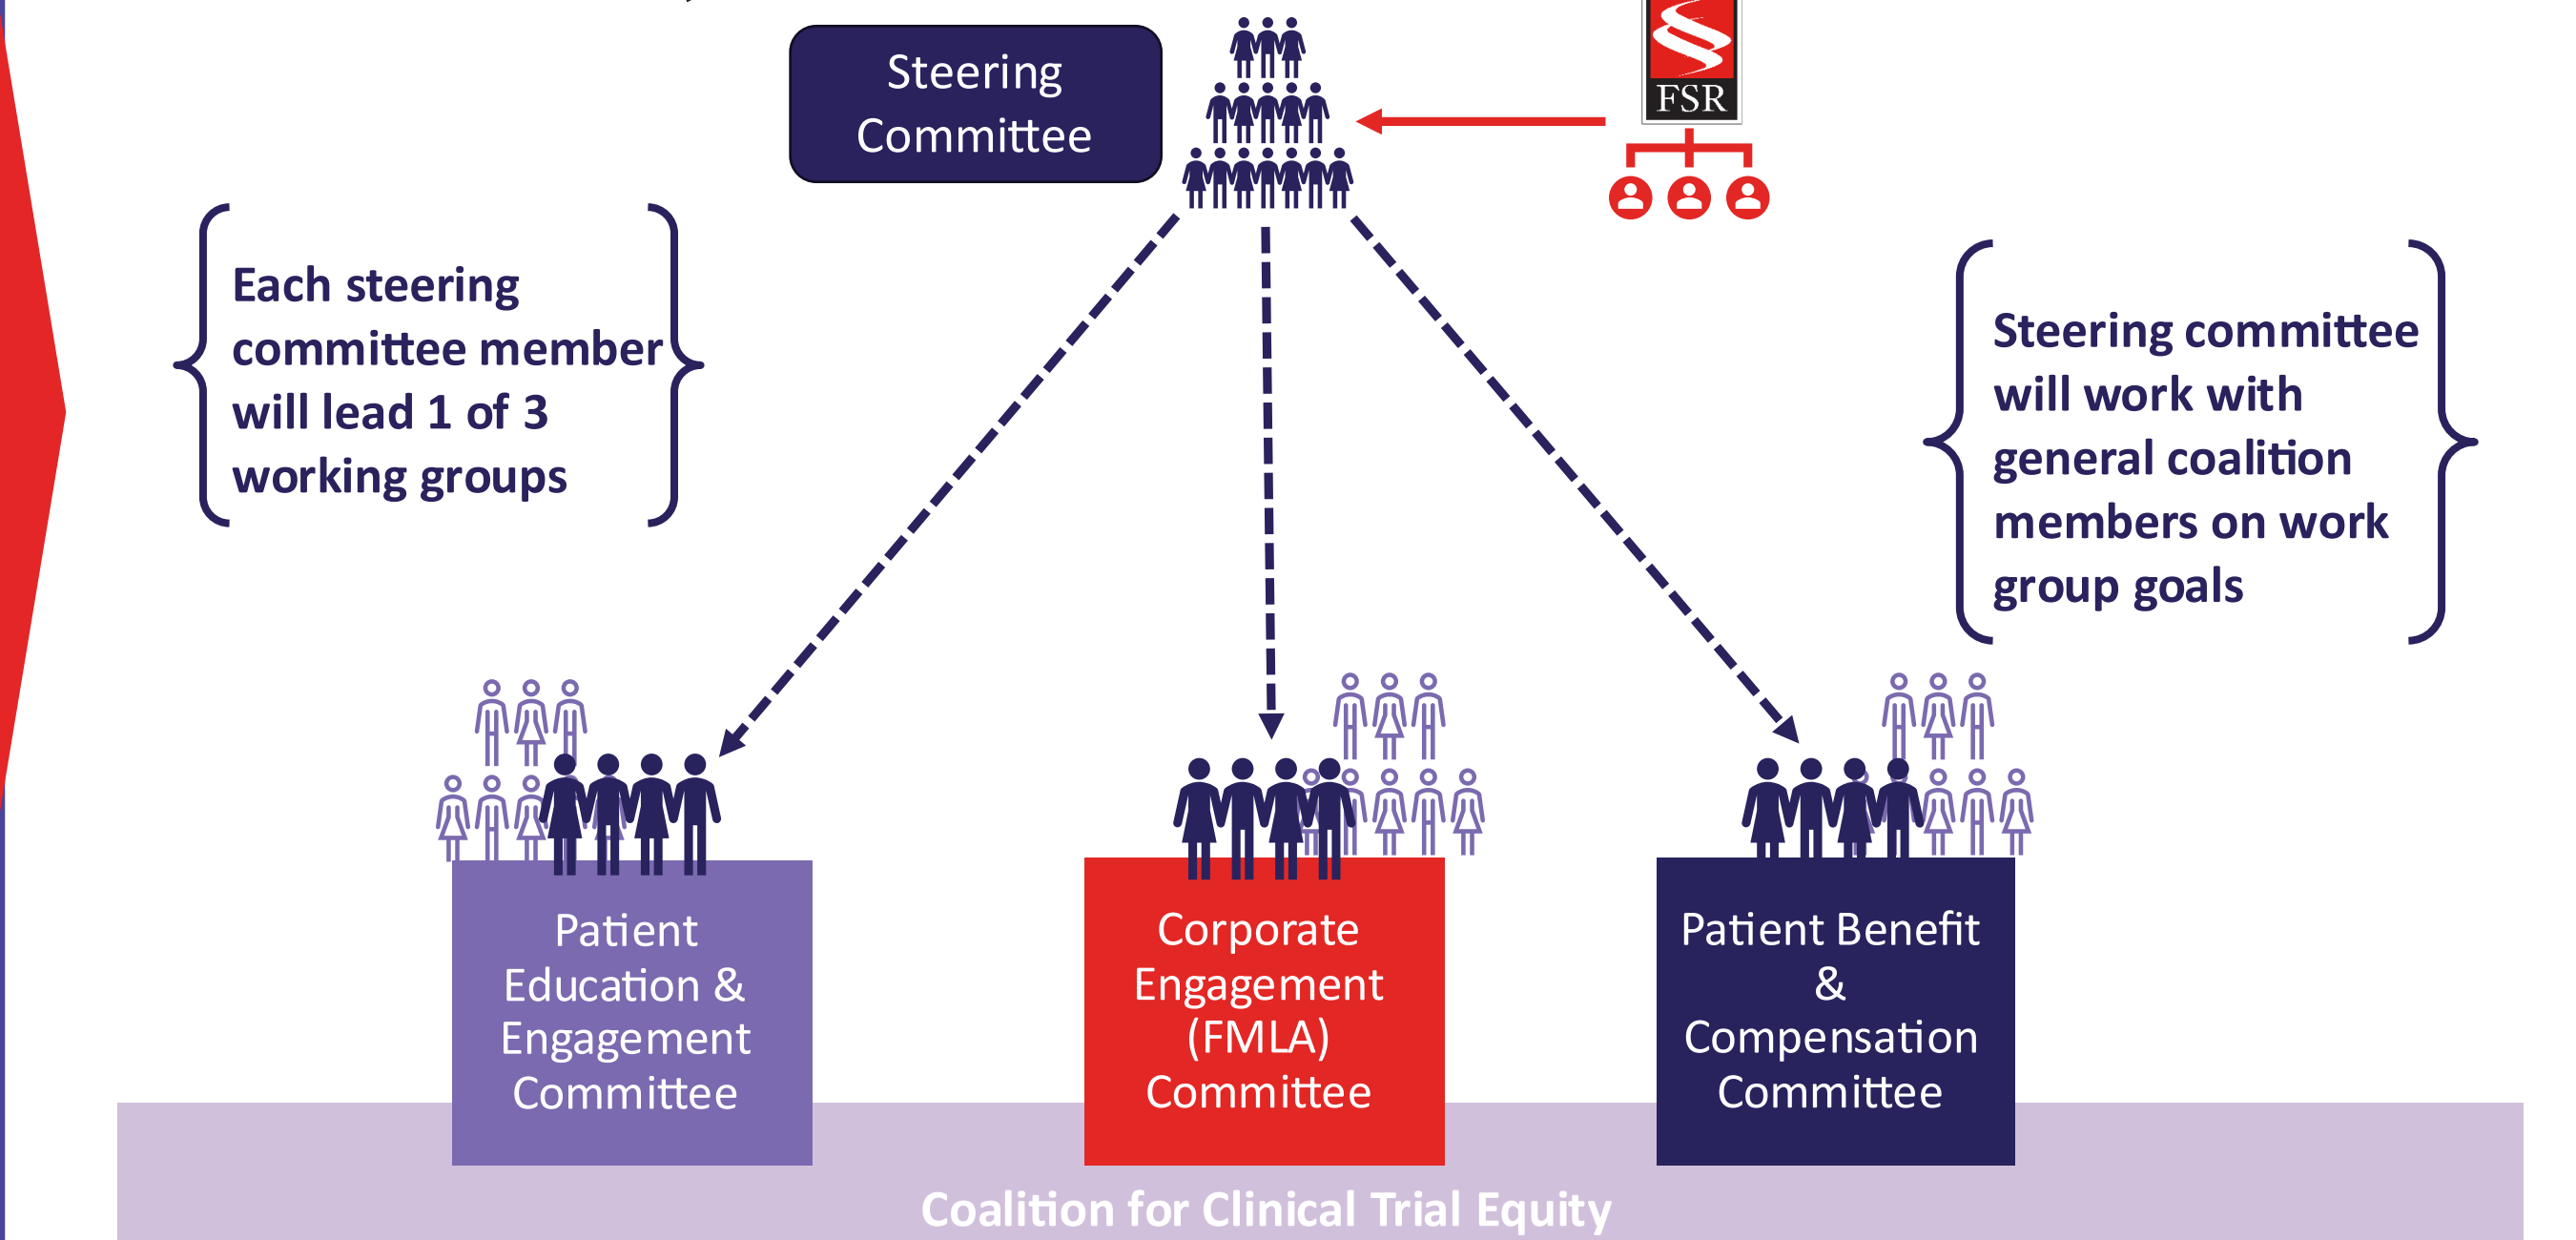 Steering
Committee
FSR
Each steering
committee member
will lead 1 of 3
working groups
Steering committee
will work with
general coalition
members on work
group goals
Patient
Education &
Engagement
Committee
Corporate
Engagement
(FMLA)
Committee
Patient Benefit
&
Compensation
Committee
Coalition for Clinical Trial Equity